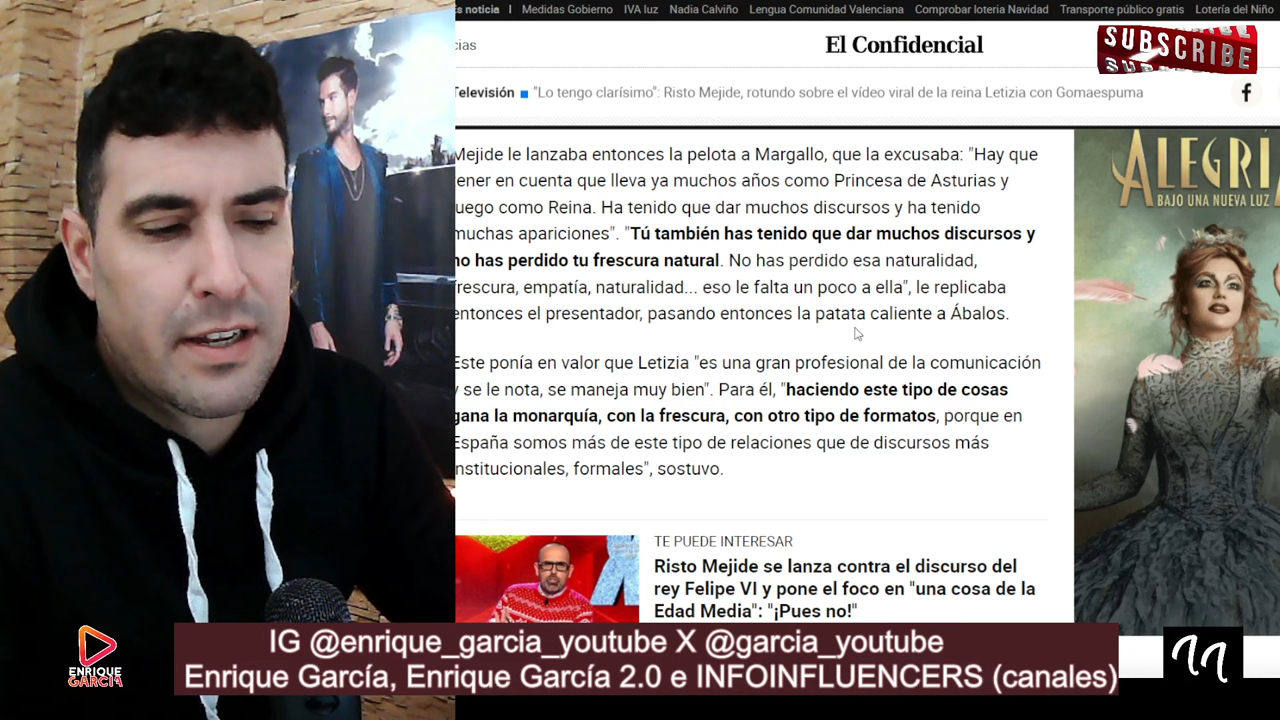 Es noticia | Medidas Gobierno IVA luz Nadia Calviño Lengua Comunidad Valenciana Comprobar loteria Navidad Transporte público gratis Lotería del Niño
cias
El Confidencial
SUBSCRIBE
SUBSCRIBE
Televisión "Lo tengo clarísimo": Risto Mejide, rotundo sobre el vídeo viral de la reina Letizia con Gomaespuma
f
Mejide le lanzaba entonces la pelota a Margallo, que la excusaba: "Hay que
tener en cuenta que lleva ya muchos años como Princesa de Asturias y
luego como Reina. Ha tenido que dar muchos discursos y ha tenido
muchas apariciones". "Tú también has tenido que dar muchos discursos y
no has perdido tu frescura natural. No has perdido esa naturalidad,
frescura, empatía, naturalidad... eso le falta un poco a ella", le replicaba
entonces el presentador, pasando entonces la patata caliente a Ábalos.
Este ponía en valor que Letizia "es una gran profesional de la comunicación
y se le nota, se maneja muy bien". Para él, "haciendo este tipo de cosas
gana la monarquía, con la frescura, con otro tipo de formatos, porque en
España somos más de este tipo de relaciones que de discursos más
institucionales, formales", sostuvo.
ALEGRÍA
BAJO UNA NUEVA LUZ
TE PUEDE INTERESAR
Risto Mejide se lanza contra el discurso del
rey Felipe VI y pone el foco en "una cosa de la
Edad Media": "¡Pues no!"
ENRIQUE
GARCÍA
IG @enrique_garcia_youtube X @garcia_youtube
Enrique García, Enrique García 2.0 e INFOINFLUENCERS (canales)